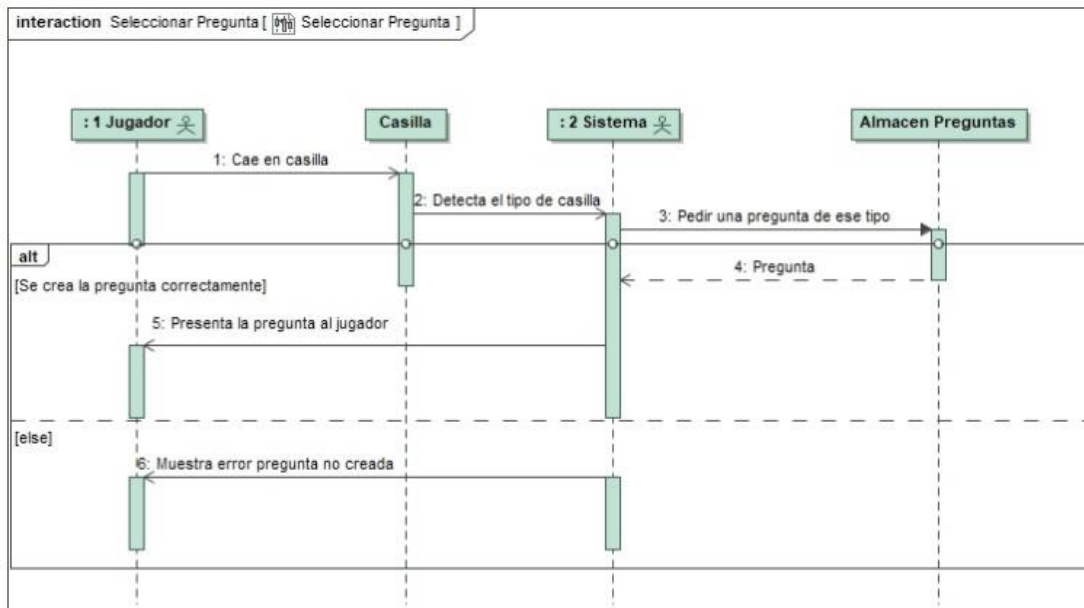 interaction Seleccionar Pregunta [ Seleccionar Pregunta ]
: 1 Jugador
Casilla
: 2 Sistema
Almacen Preguntas
1: Cae en casilla
2: Detecta el tipo de casilla
3: Pedir una pregunta de ese tipo
alt
4: Pregunta
[Se crea la pregunta correctamente]
5: Presenta la pregunta al jugador
[else]
6: Muestra error pregunta no creada